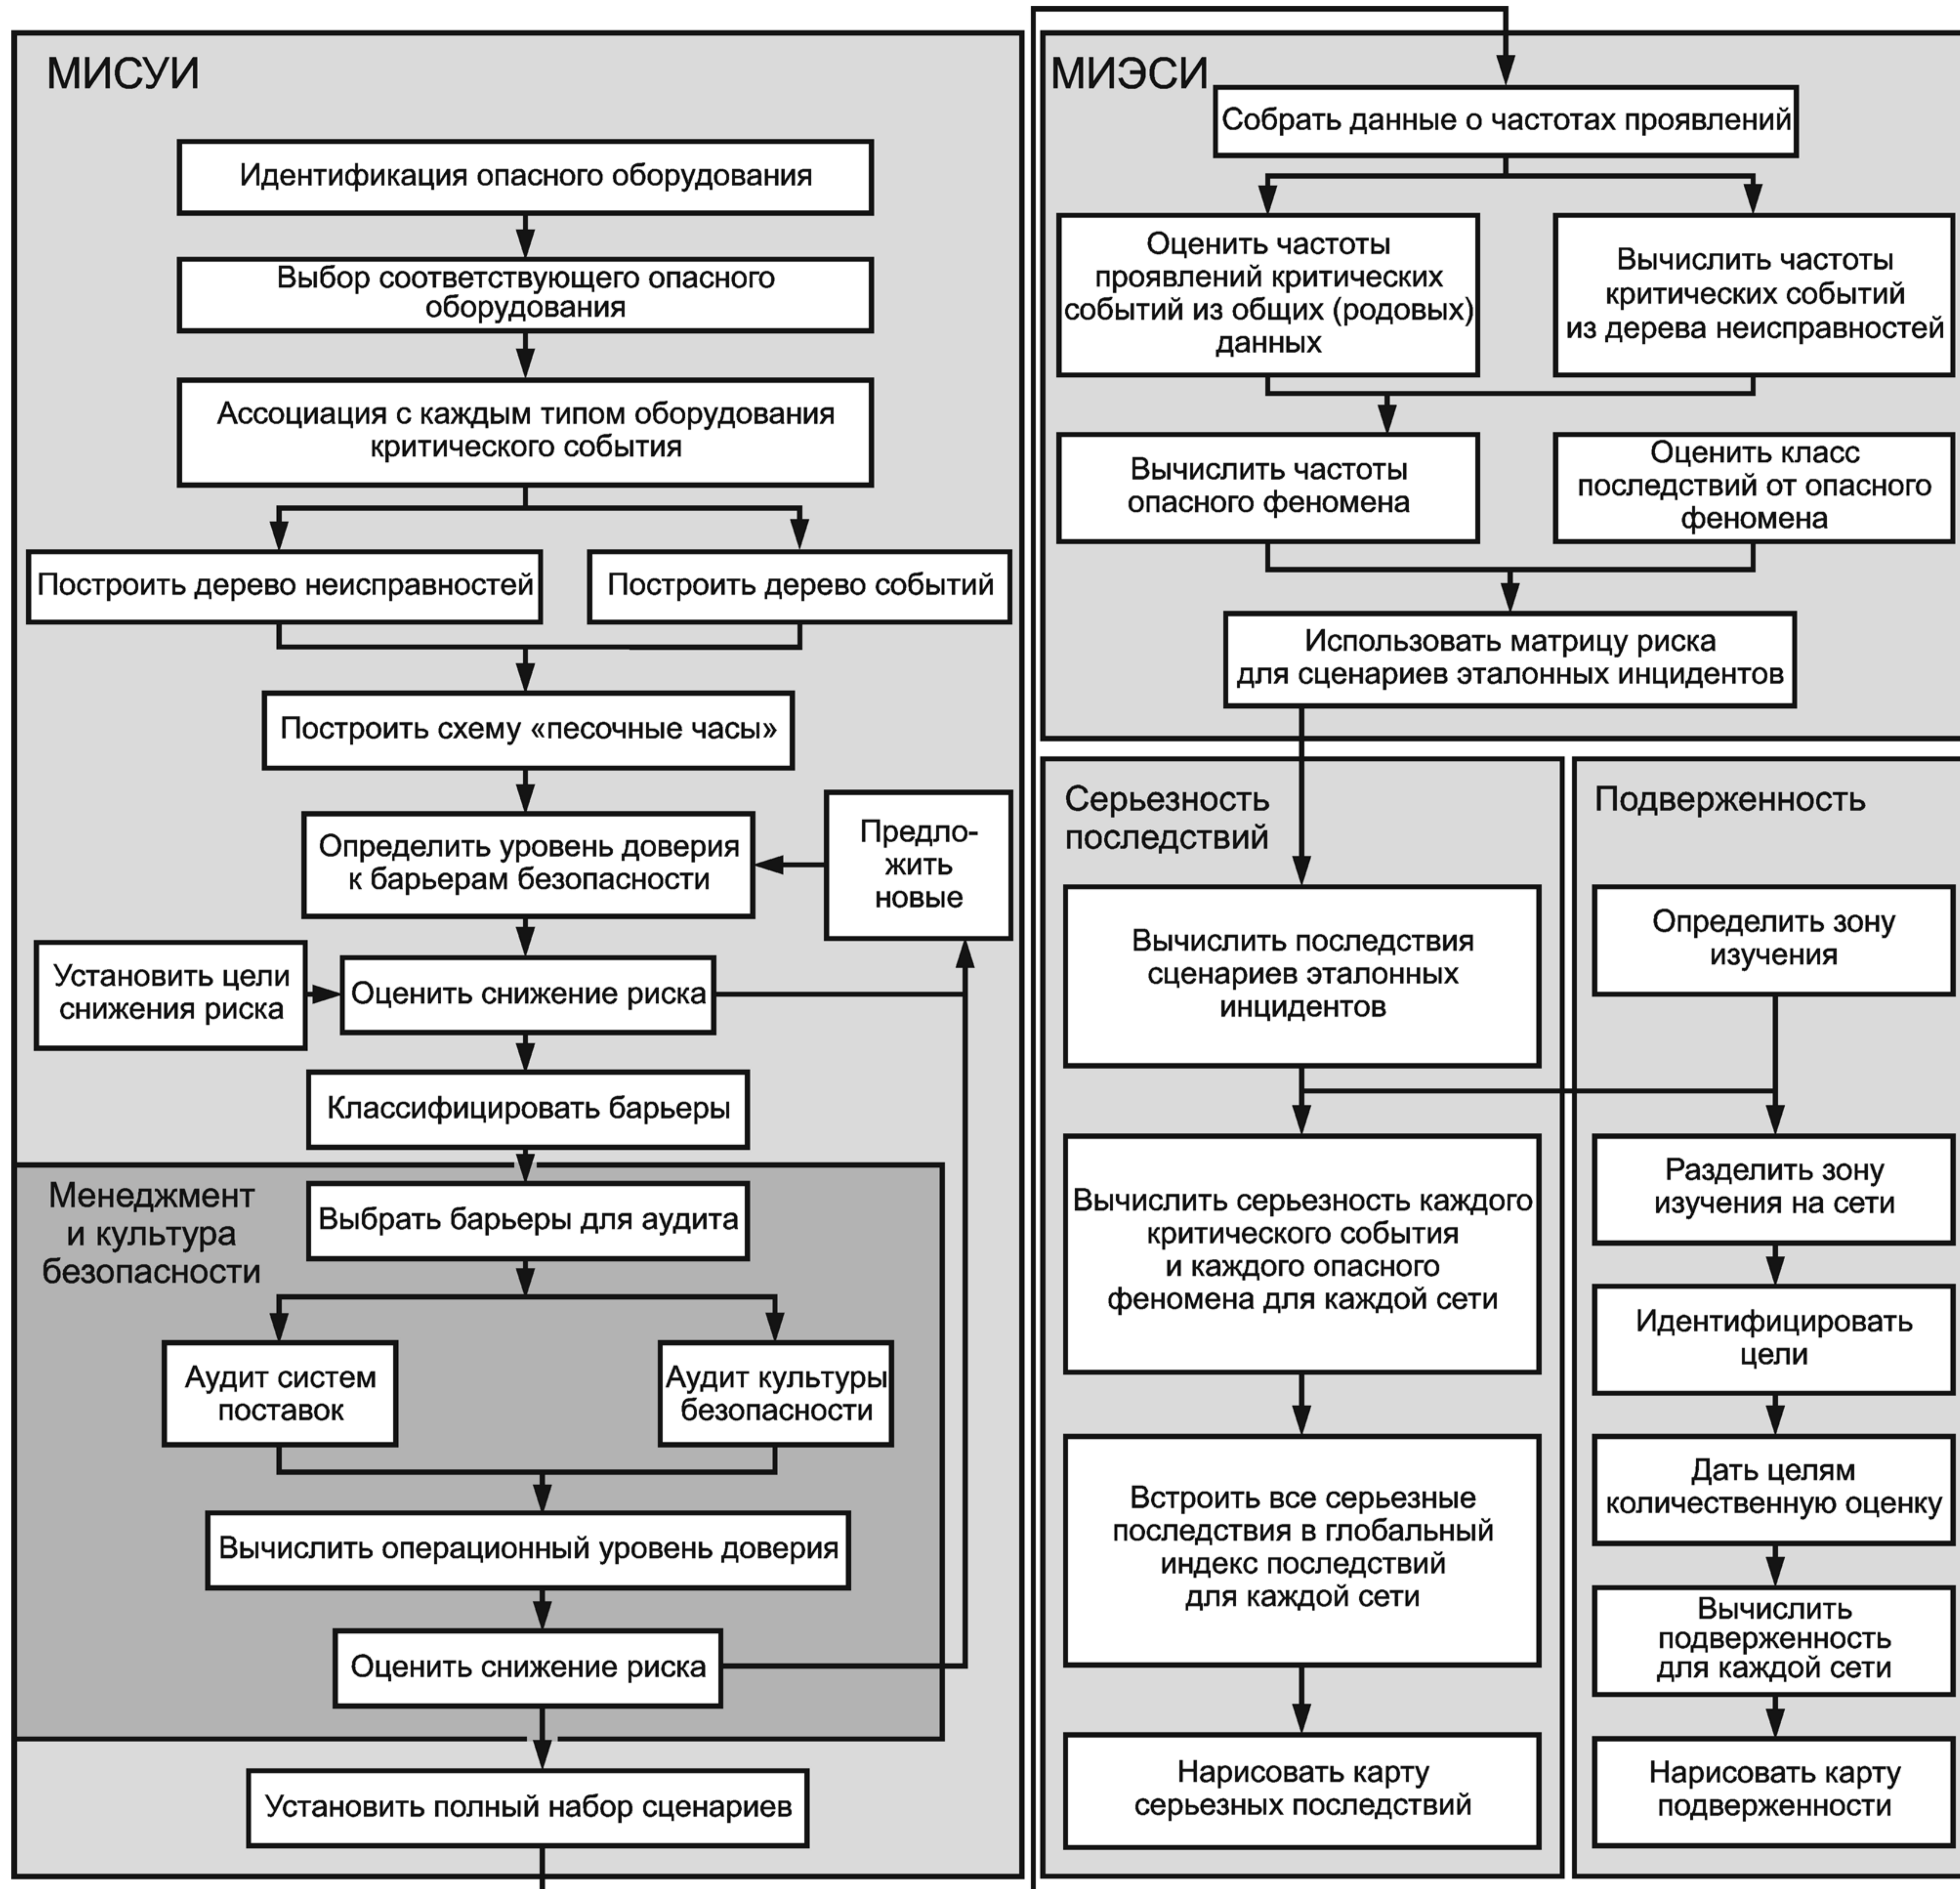 МИСУИ
Идентификация опасного оборудования
Выбор соответствующего опасного
оборудования
Ассоциация с каждым типом оборудования
критического события
Построить дерево неисправностей
Построить дерево событий
Построить схему «песочные часы»
Определить уровень доверия
к барьерам безопасности
Предло-
жить
новые
Установить цели
снижения риска
Оценить снижение риска
Классифицировать барьеры
Менеджмент
и культура
безопасности
Выбрать барьеры для аудита
Аудит систем
поставок
Аудит культуры
безопасности
Вычислить операционный уровень доверия
Оценить снижение риска
Установить полный набор сценариев
МИЭСИ
Собрать данные о частотах проявлений
Оценить частоты
проявлений критических
событий из общих (родовых)
данных
Вычислить частоты
критических событий
из дерева неисправностей
Вычислить частоты
опасного феномена
Оценить класс
последствий от опасного
феномена
Использовать матрицу риска
для сценариев эталонных инцидентов
Серьезность
последствий
Вычислить последствия
сценариев эталонных
инцидентов
Вычислить серьезность каждого
критического события
и каждого опасного
феномена для каждой сети
Встроить все серьезные
последствия в глобальный
индекс последствий
для каждой сети
Нарисовать карту
серьезных последствий
Подверженность
Определить зону
изучения
Разделить зону
изучения на сети
Идентифицировать
цели
Дать целям
количественную оценку
Вычислить
подверженность
для каждой сети
Нарисовать карту
подверженности